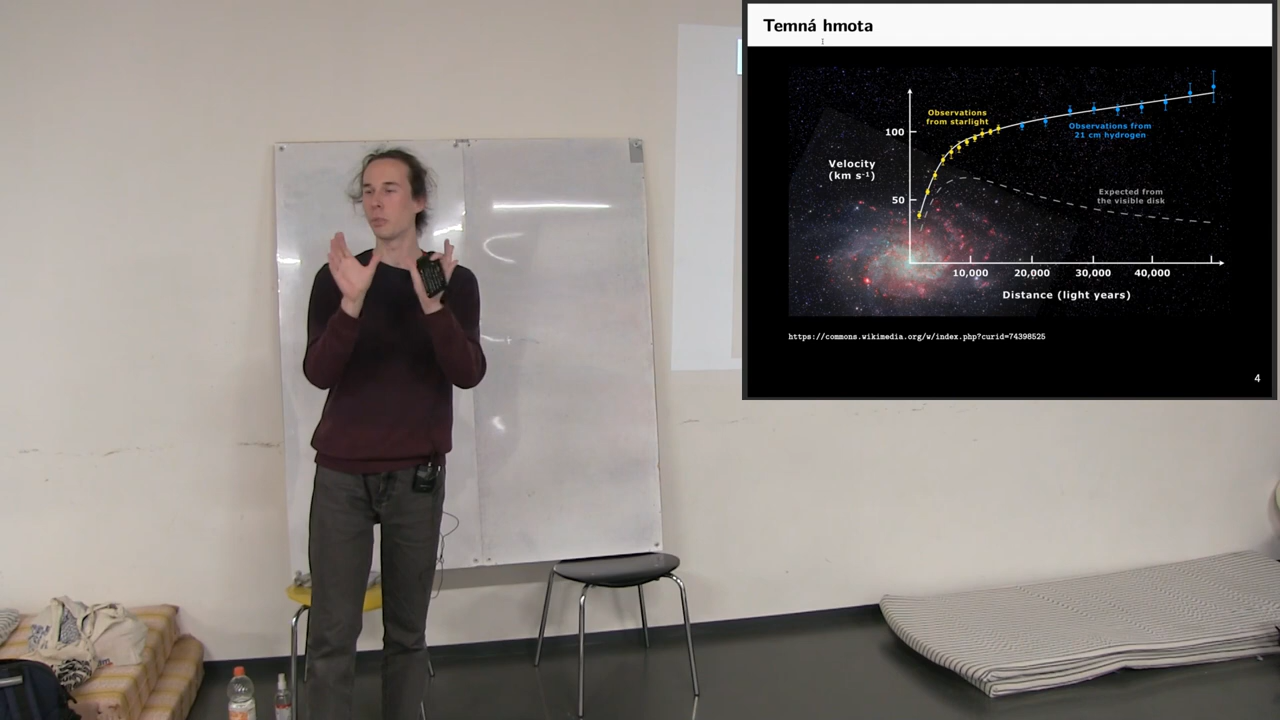 Temná hmota
Observations
from starlight
100
Observations from
21 cm hydrogen
Velocity
(km s-1)
Expected from
the visible disk
50
10,000
20,000
30,000
40,000
Distance (light years)
https://commons.wikimedia.org/w/index.php?curid=74398525
4